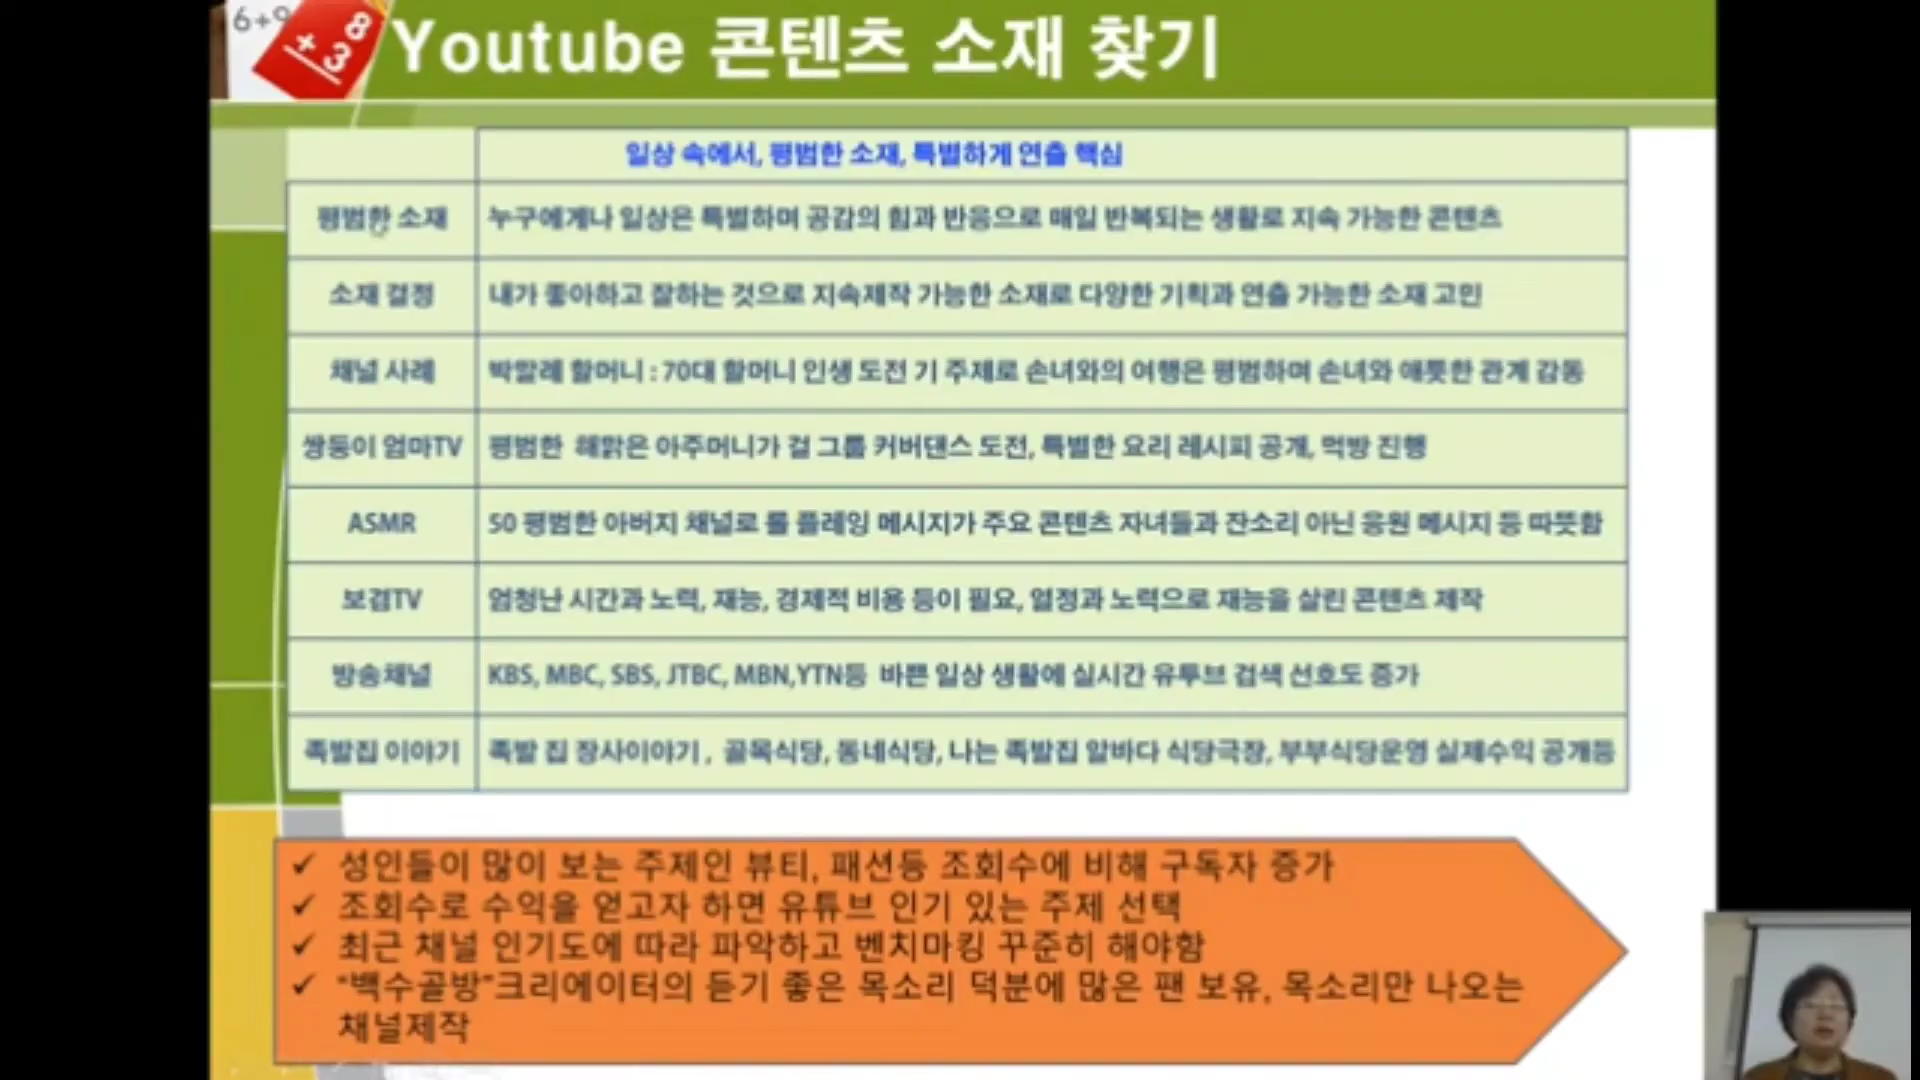 6+9
8
+3
Youtube 콘텐츠 소재 찾기
일상 속에서, 평범한 소재, 특별하게 연출 핵심
평범한 소재 누구에게나 일상은 특별하며 공감의 힘과 반응으로 매일 반복되는 생활로 지속 가능한 콘텐츠
소재 결정 내가 좋아하고 잘하는 것으로 지속제작 가능한 소재로 다양한 기획과 연출 가능한 소재 고민
채널 사례 박말례 할머니 : 70대 할머니 인생 도전 기 주제로 손녀와의 여행은 평범하며 손녀와 애틋한 관계 감동
쌍둥이 엄마TV 평범한 해맑은 아주머니가 걸 그룹 커버댄스 도전, 특별한 요리 레시피 공개, 먹방 진행
ASMR 50 평범한 아버지 채널로 롤 플레잉 메시지가 주요 콘텐츠 자녀들과 잔소리 아닌 응원 메시지 등 따뜻함
보겸TV 엄청난 시간과 노력, 재능, 경제적 비용 등이 필요, 열정과 노력으로 재능을 살린 콘텐츠 제작
방송채널 KBS, MBC, SBS, JTBC, MBN,YTN등 바쁜 일상 생활에 실시간 유투브 검색 선호도 증가
족발집 이야기 족발 집 장사이야기 , 골목식당, 동네식당, 나는 족발집 알바다 식당극장, 부부식당운영 실제수익 공개등
✓ 성인들이 많이 보는 주제인 뷰티, 패션등 조회수에 비해 구독자 증가
✓ 조회수로 수익을 얻고자 하면 유튜브 인기 있는 주제 선택
✓ 최근 채널 인기도에 따라 파악하고 벤치마킹 꾸준히 해야함
✓ “백수골방”크리에이터의 듣기 좋은 목소리 덕분에 많은 팬 보유, 목소리만 나오는
채널제작